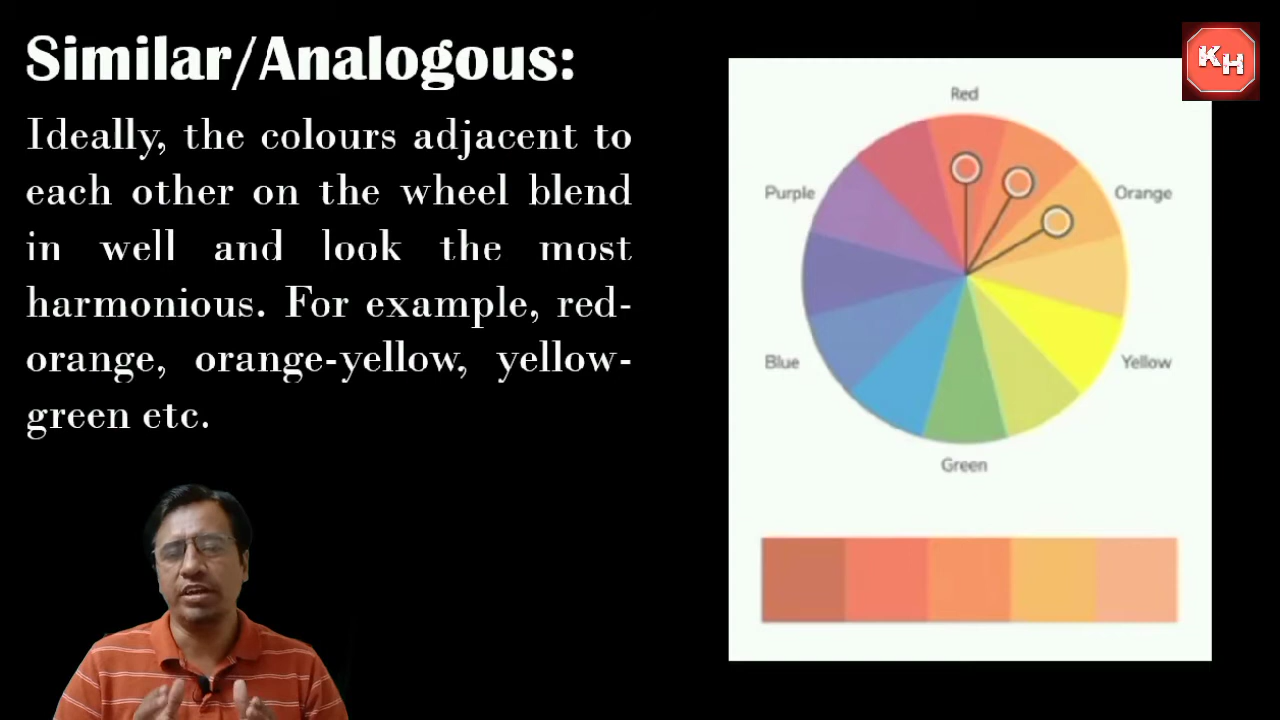 Similar/Analogous:
Ideally, the colours adjacent to
each other on the wheel blend
in well and look the most
harmonious. For example, red-
orange, orange-yellow, yellow-
green etc.
KH
Red
Purple
Orange
Blue
Yellow
Green